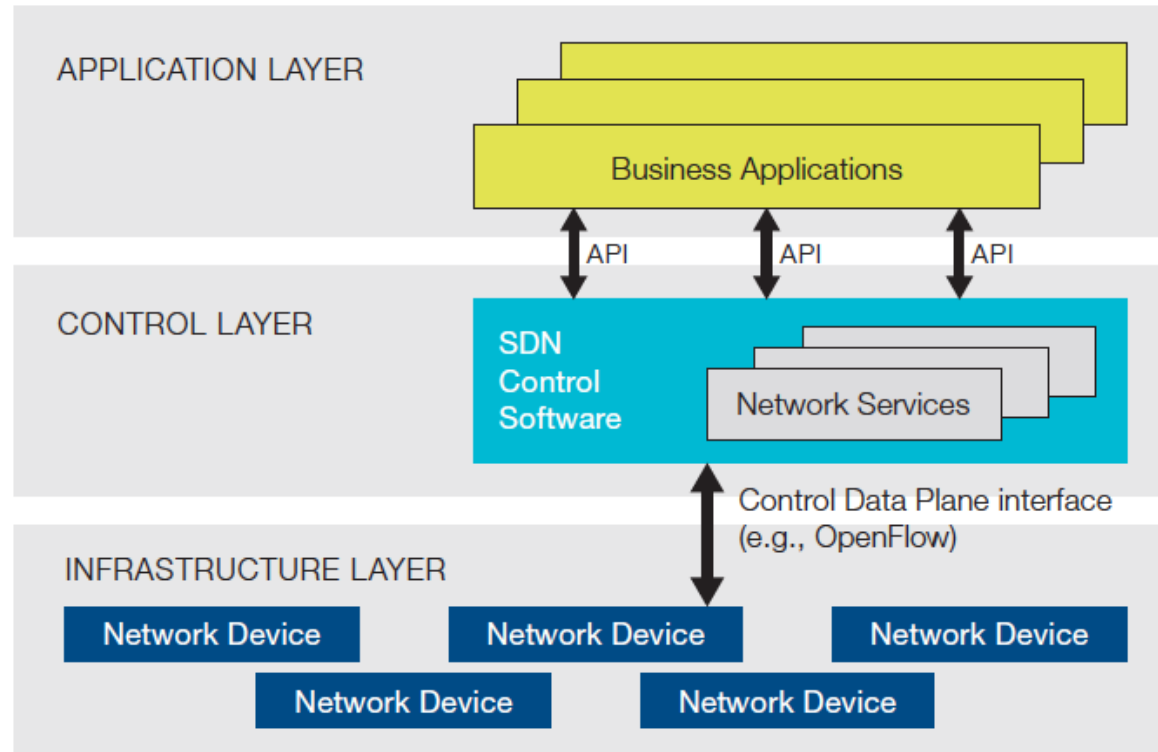 APPLICATION LAYER
Business Applications
API
API
API
CONTROL LAYER
SDN
Control
Software
Network Services
Control Data Plane interface
(e.g., OpenFlow)
INFRASTRUCTURE LAYER
Network Device
Network Device
Network Device
Network Device
Network Device